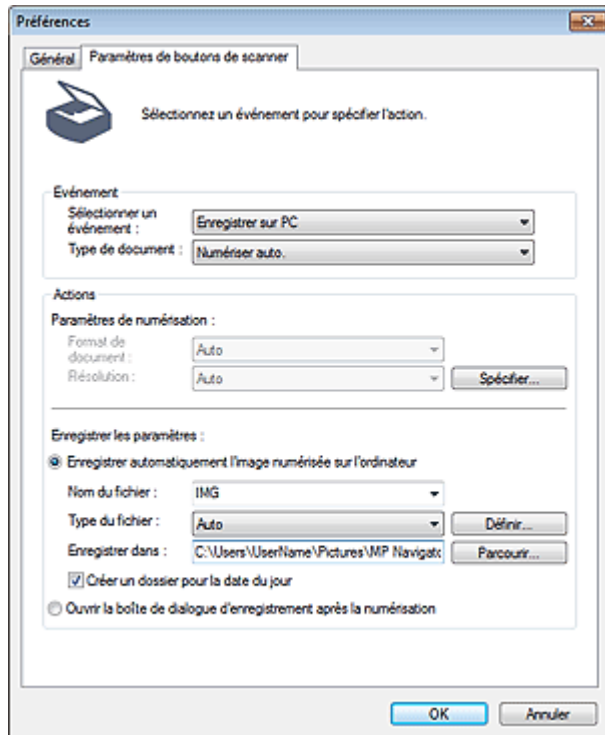 Préférences
Général
Paramètres de boutons de scanner
Sélectionnez un événement pour spécifier l'action.
Evénement
Sélectionner un
événement :
Enregistrer sur PC
Type de document :
Numériser auto.
Actions
Paramètres de numérisation :
Format de
document :
Auto
Résolution :
Auto
Spécifier...
Enregistrer les paramètres :
Enregistrer automatiquement l'image numérisée sur l'ordinateur
Nom du fichier :
IMG
Type du fichier :
Auto
Définir...
Enregistrer dans :
C:\Users\UserName\Pictures\MP Navigato
Parcourir...
Créer un dossier pour la date du jour
Ouvrir la boîte de dialogue d'enregistrement après la numérisation
OK
Annuler